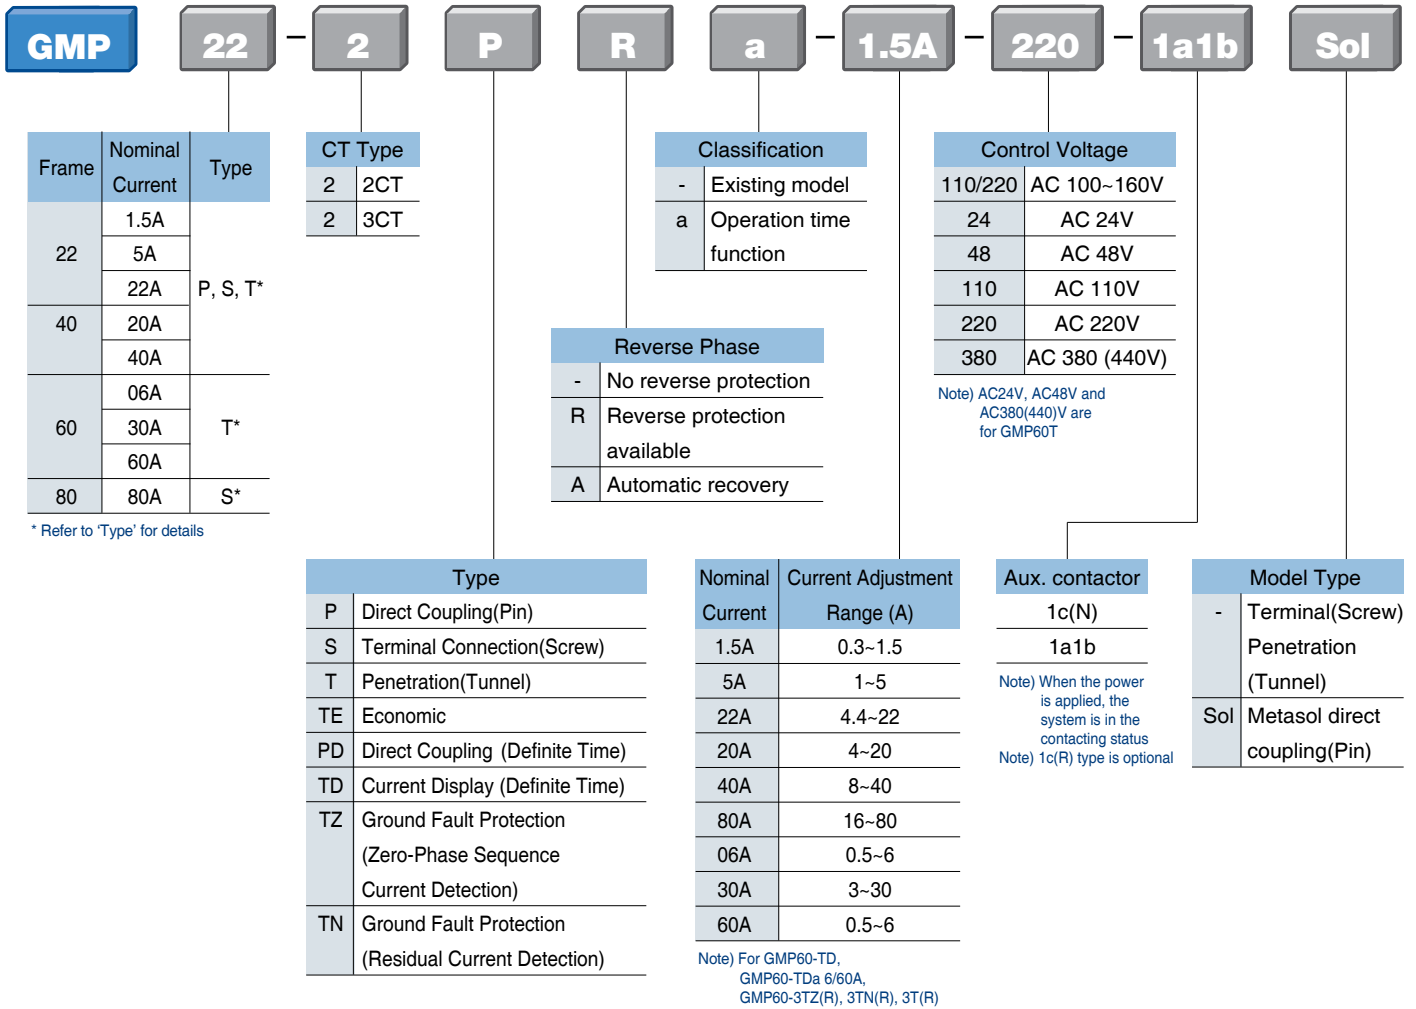 GMP 22 - 2 P R a - 1.5A - 220 - 1a1b Sol
Frame Nominal Current Type
22 1.5A P, S, T*
5A
22A
40 20A
40A
60 06A T*
30A
60A
80 80A S*
* Refer to ‘Type’ for details
CT Type
2 2CT
2 3CT
Classification
- Existing model
a Operation time
function
Reverse Phase
- No reverse protection
R Reverse protection
available
A Automatic recovery
Control Voltage
110/220 AC 100~160V
24 AC 24V
48 AC 48V
110 AC 110V
220 AC 220V
380 AC 380 (440V)
Note) AC24V, AC48V and
AC380(440)V are
for GMP60T
Type
P Direct Coupling(Pin)
S Terminal Connection(Screw)
T Penetration(Tunnel)
TE Economic
PD Direct Coupling (Definite Time)
TD Current Display (Definite Time)
TZ Ground Fault Protection
(Zero-Phase Sequence
Current Detection)
TN Ground Fault Protection
(Residual Current Detection)
Nominal Current Adjustment
Current Range (A)
1.5A 0.3~1.5
5A 1~5
22A 4.4~22
20A 4~20
40A 8~40
80A 16~80
06A 0.5~6
30A 3~30
60A 0.5~6
Note) For GMP60-TD,
GMP60-TDa 6/60A,
GMP60-3TZ(R), 3TN(R), 3T(R)
Aux. contactor
1c(N)
1a1b
Note) When the power
is applied, the
system is in the
contacting status
Note) 1c(R) type is optional
Model Type
- Terminal(Screw)
Penetration
(Tunnel)
Sol Metasol direct
coupling(Pin)